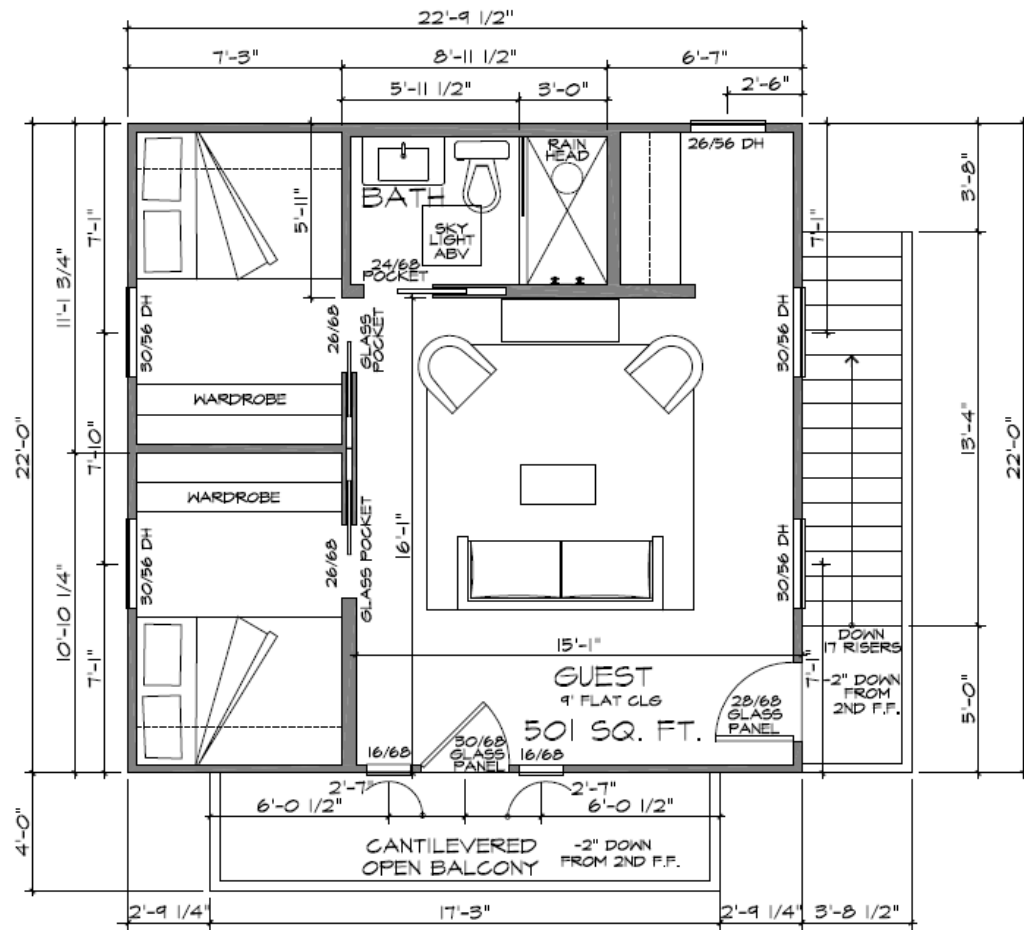 22'-9 1/2"
7'-3"
8'-11 1/2"
6'-7"
5'-11 1/2"
3'-0"
2'-6"
26/56 DH
RAIN
HEAD
BATH
SKY
LIGHT
ABV
24/68
POCKET
5'-11"
7'-1"
11'-1 3/4"
7'-10"
22'-0"
10'-10 1/4"
7'-1"
4'-0"
30/56 DH
30/56 DH
26/68
GLASS
POCKET
WARDROBE
WARDROBE
26/68
GLASS POCKET
16'-1"
7'-1"
30/56 DH
30/56 DH
7'-1"
3'-8"
13'-4"
5'-0"
22'-0"
15'-1"
GUEST
9' FLAT CLG
501 SQ. FT.
DOWN
17 RISERS
-2" DOWN
FROM
2ND F.F.
28/68
GLASS
PANEL
16/68
30/68
GLASS
PANEL
16/68
2'-7"
2'-7"
6'-0 1/2"
6'-0 1/2"
CANTILEVERED
OPEN BALCONY
-2" DOWN
FROM 2ND F.F.
2'-9 1/4"
17'-3"
2'-9 1/4"
3'-8 1/2"